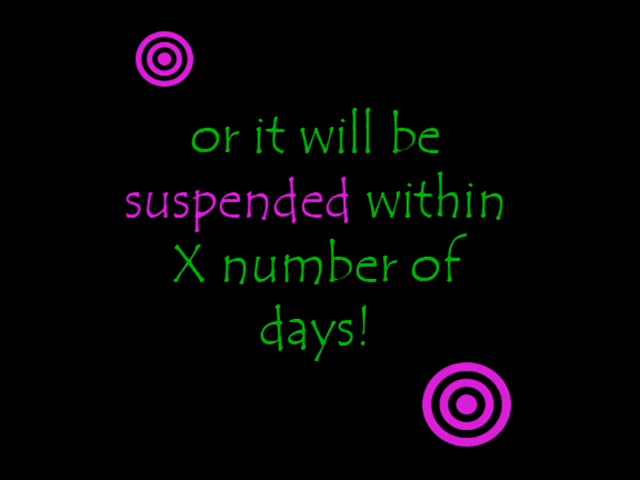 or it will be
suspended within
X number of
days!